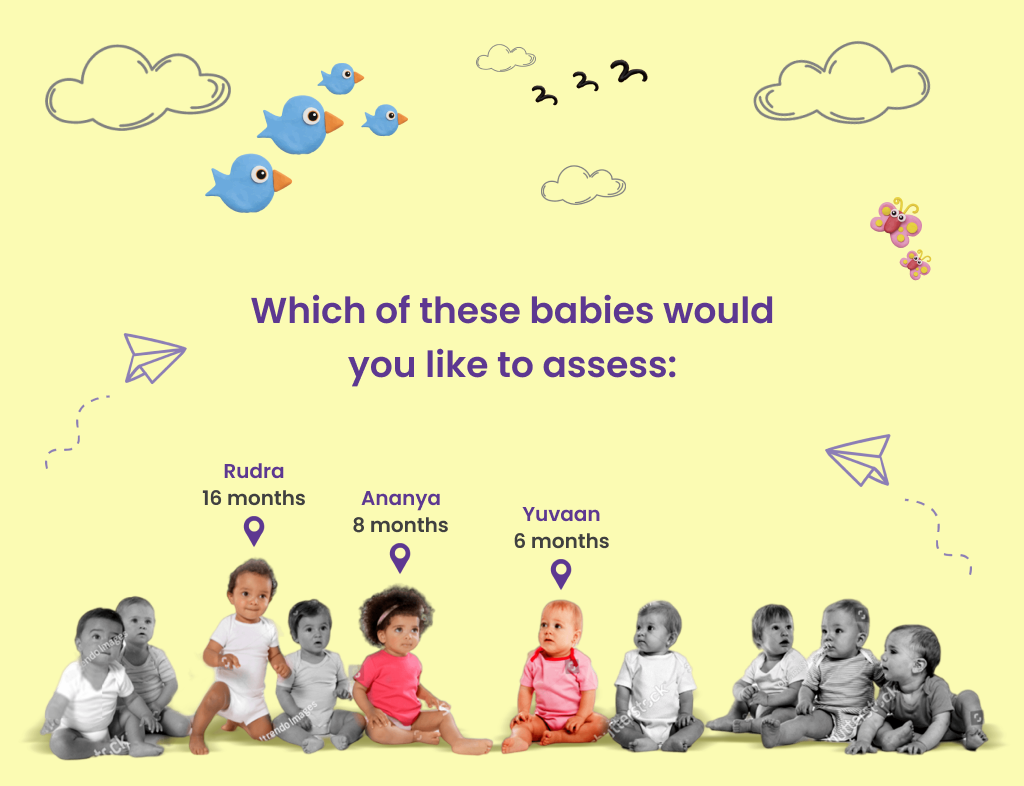 Which of these babies would
you like to assess:
Rudra
16 months
Ananya
8 months
Yuvaan
6 months